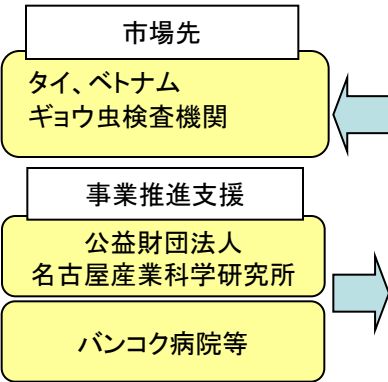 市場先
タイ、ベトナム
ギョウ虫検査機関
事業推進支援
公益財団法人
名古屋産業科学研究所
バンコク病院等